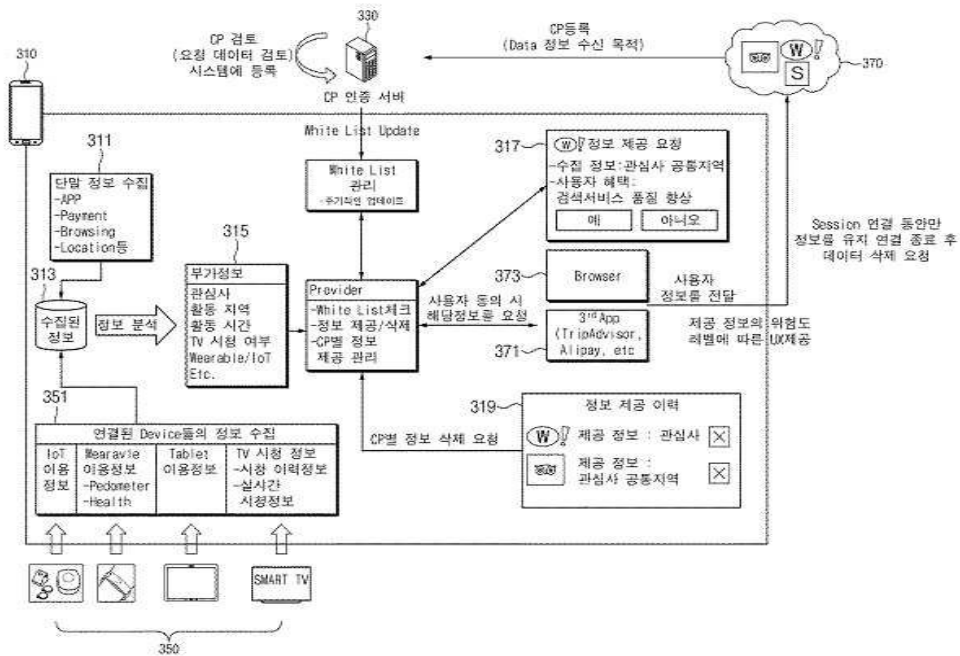 330
CP 검토
(요청 데이터 검토)
시스템에 등록
CP등록
(Data 정보 수신 목적)
W!
S
310
370
CP 인증 서버
White List Update
311
단말 정보 수집
-APP
-Payment
-Browsing
-Location등
White List
관리
-주기적인 업데이트
317
W! 정보 제공 요청
-수집 정보:관심사 공통지역
-사용자 혜택:
검색서비스 품질 향상
예
아니오
Session 연결 동안만
정보를 유지 연결 종료 후
데이터 삭제 요청
313
수집된
정보
정보 분석
315
부가정보
관심사
활동 지역
활동 시간
TV 시청 여부
Wearable/IoT
Etc.
Provider
-White List체크
-정보 제공/삭제
-CP별 정보
제공 관리
사용자 동의 시
해당정보를 요청
373
Browser
371
3rd App
(TripAdvisor,
Alipay, etc
사용자
정보를 전달
제공 정보의 위험도
레벨에 따른 UX제공
351
연결된 Device들의 정보 수집
IoT
이용
정보
Wearavle
이용정보
-Pedometer
-Health
Tablet
이용정보
TV 시청 정보
-시청 이력정보
-실시간
시청정보
CP별 정보 삭제 요청
319
정보 제공 이력
W! 제공 정보 : 관심사 X
제공 정보 :
관심사 공통지역 X
SMART TV
350